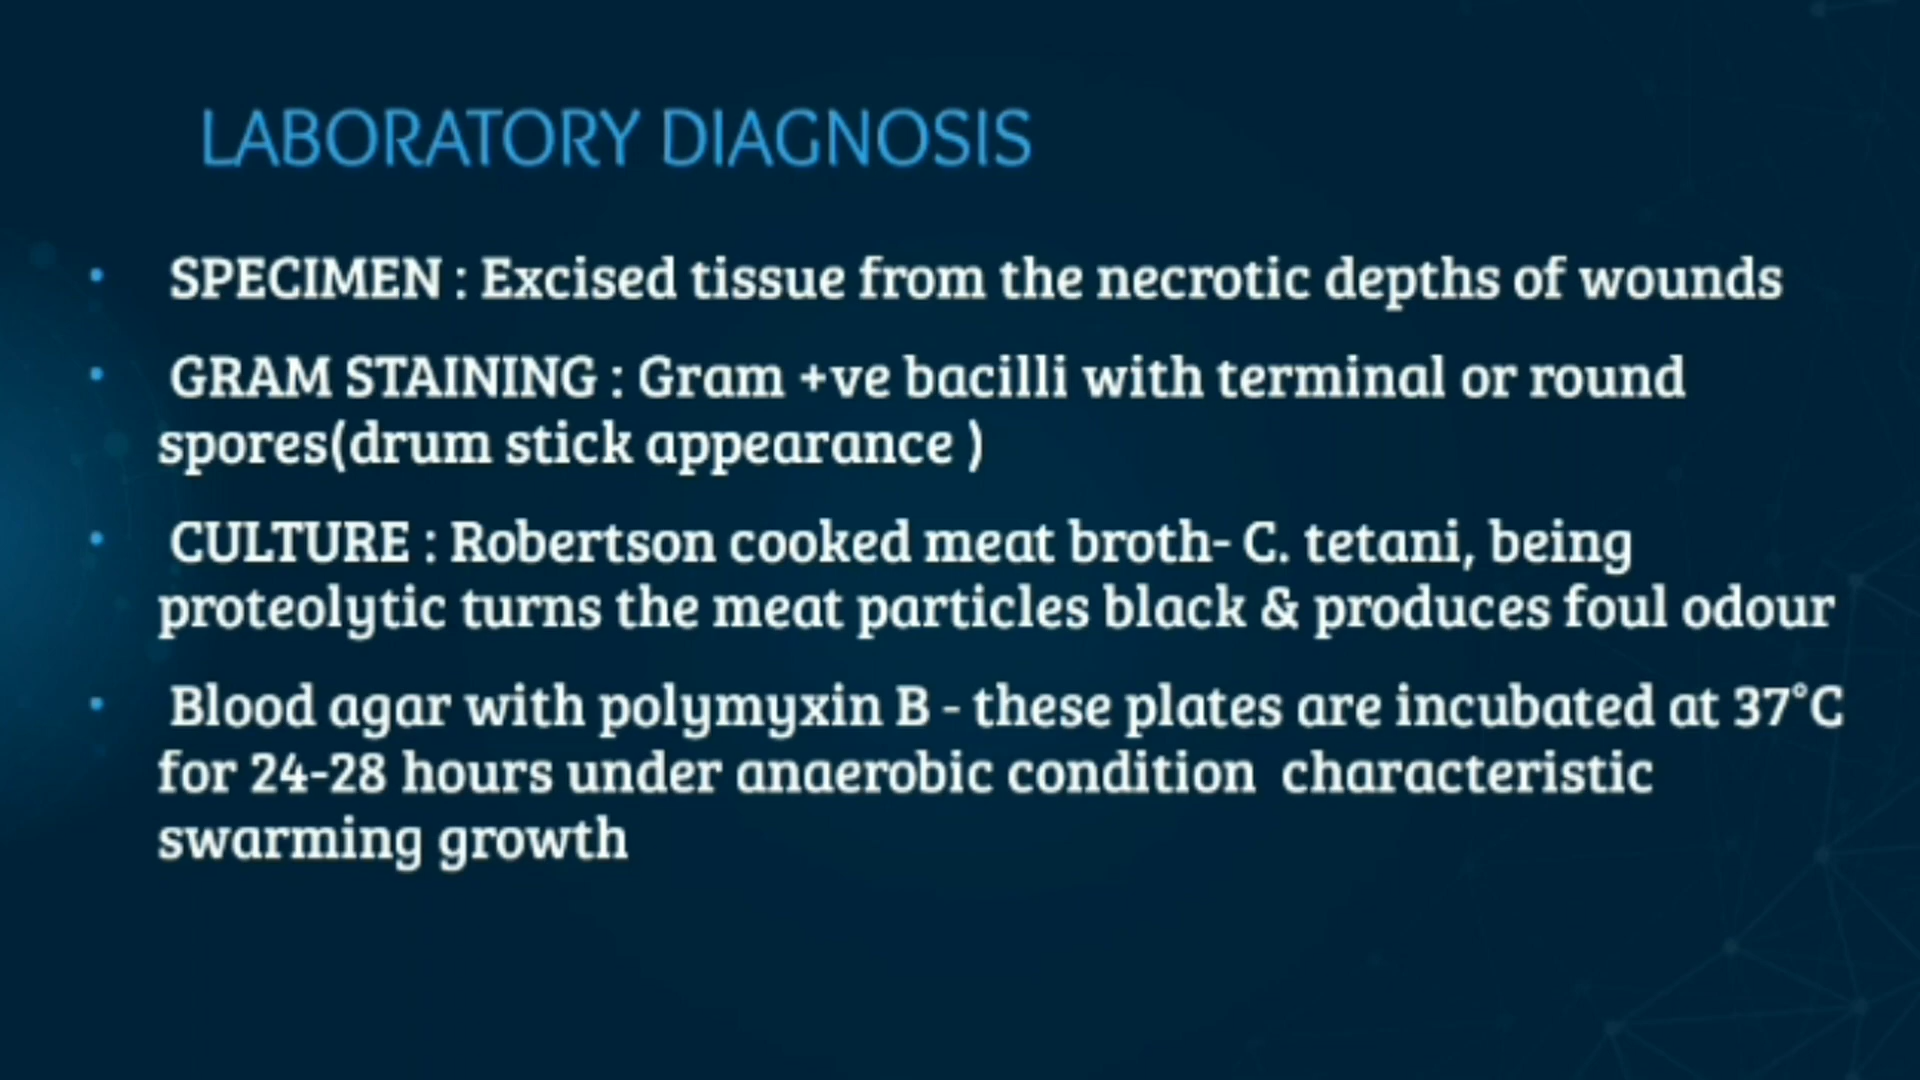 LABORATORY DIAGNOSIS
• SPECIMEN : Excised tissue from the necrotic depths of wounds
• GRAM STAINING : Gram +ve bacilli with terminal or round
spores(drum stick appearance )
• CULTURE : Robertson cooked meat broth- C. tetani, being
proteolytic turns the meat particles black & produces foul odour
• Blood agar with polymyxin B - these plates are incubated at 37°C
for 24-28 hours under anaerobic condition  characteristic
swarming growth